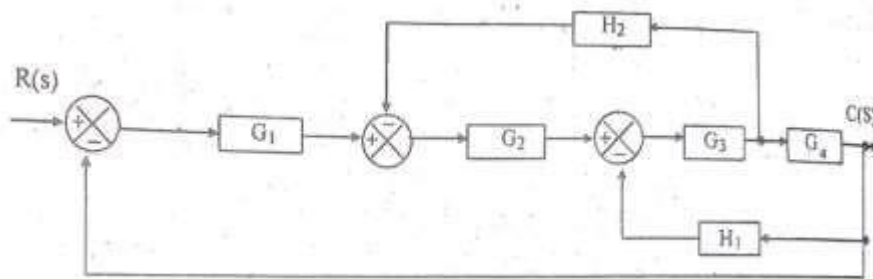 H₂
R(s)
C(S)
+
−
G₁
+
−
G₂
+
−
G₃
G₄
H₁